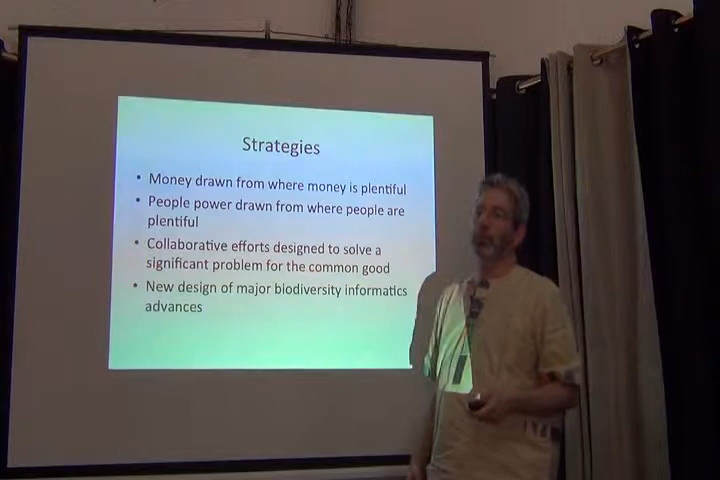 Strategies
• Money drawn from where money is plentiful
• People power drawn from where people are
plentiful
• Collaborative efforts designed to solve a
significant problem for the common good
• New design of major biodiversity informatics
advances